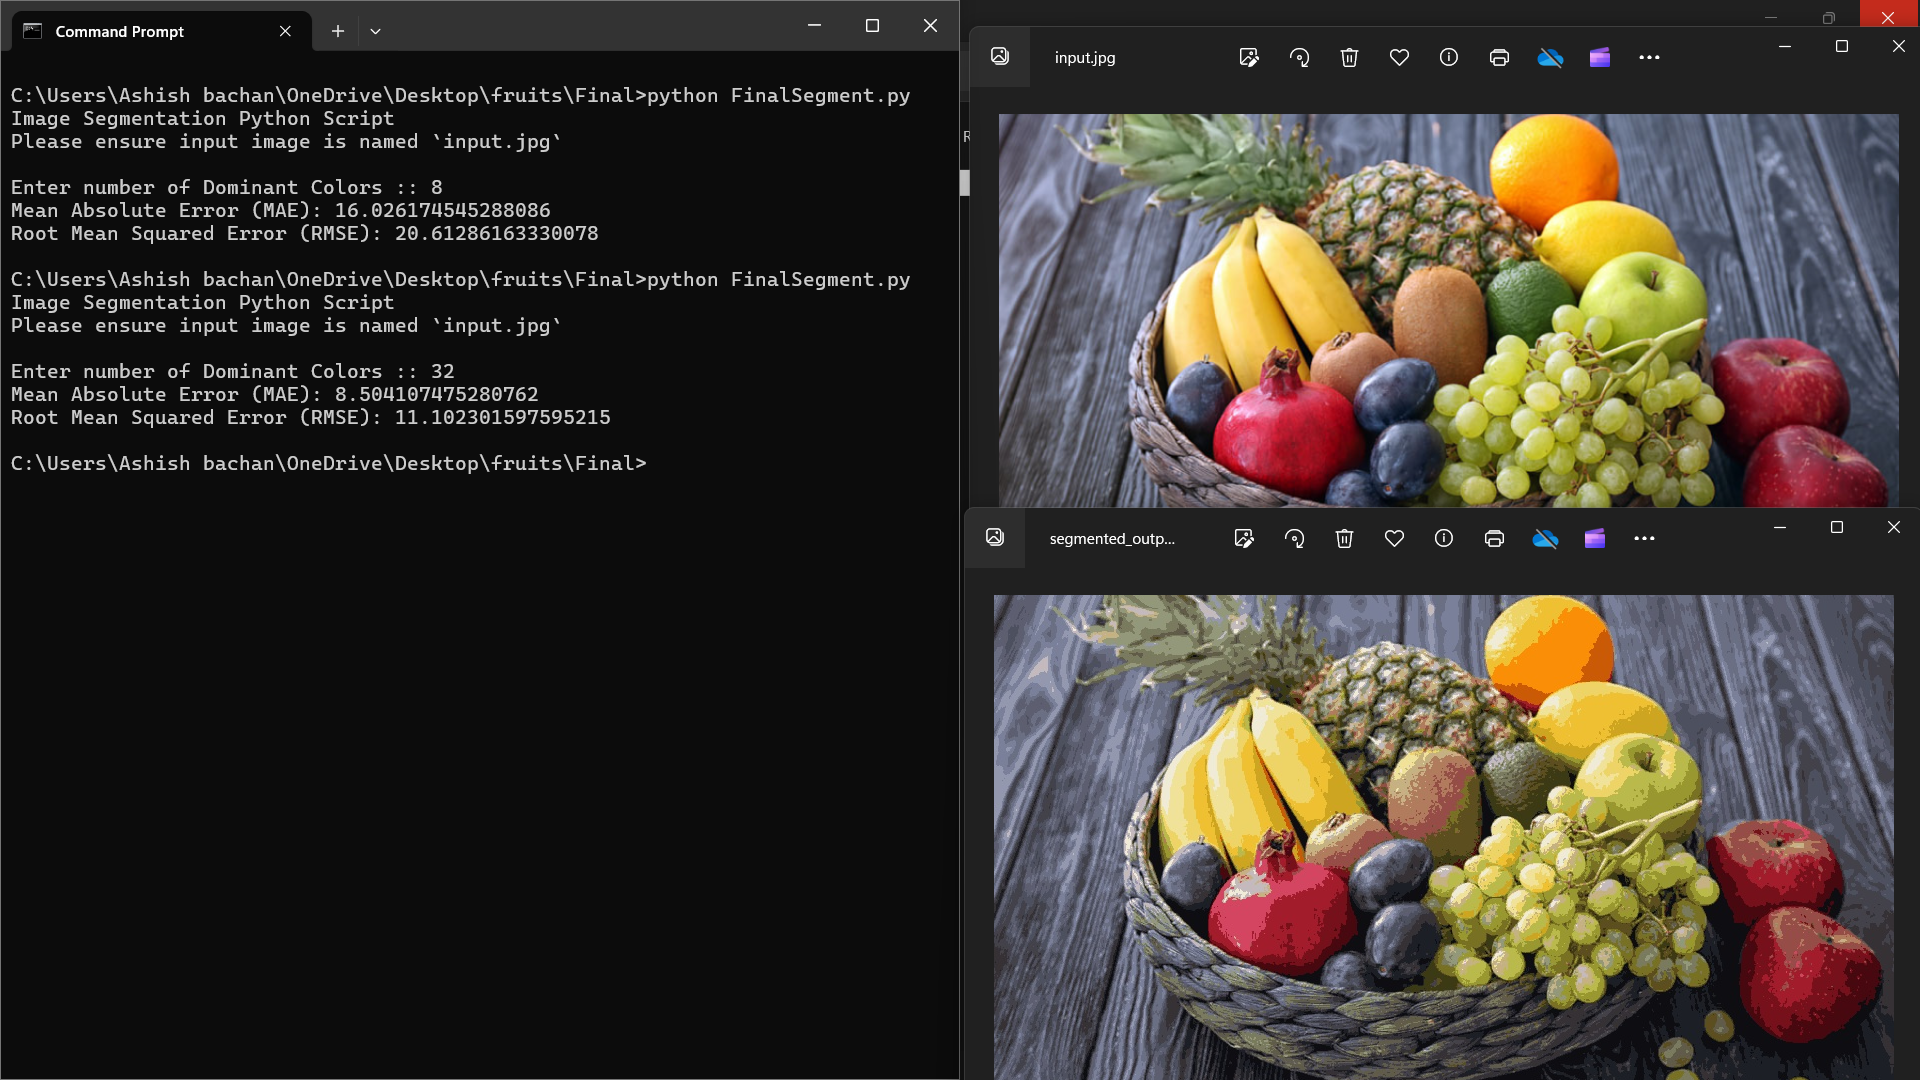 Command Prompt
C:\Users\Ashish bachan\OneDrive\Desktop\fruits\Final>python FinalSegment.py
Image Segmentation Python Script
Please ensure input image is named `input.jpg`
Enter number of Dominant Colors :: 8
Mean Absolute Error (MAE): 16.026174545288086
Root Mean Squared Error (RMSE): 20.61286163330078
C:\Users\Ashish bachan\OneDrive\Desktop\fruits\Final>python FinalSegment.py
Image Segmentation Python Script
Please ensure input image is named `input.jpg`
Enter number of Dominant Colors :: 32
Mean Absolute Error (MAE): 8.504107475280762
Root Mean Squared Error (RMSE): 11.102301597595215
C:\Users\Ashish bachan\OneDrive\Desktop\fruits\Final>
input.jpg
R
segmented_outp...